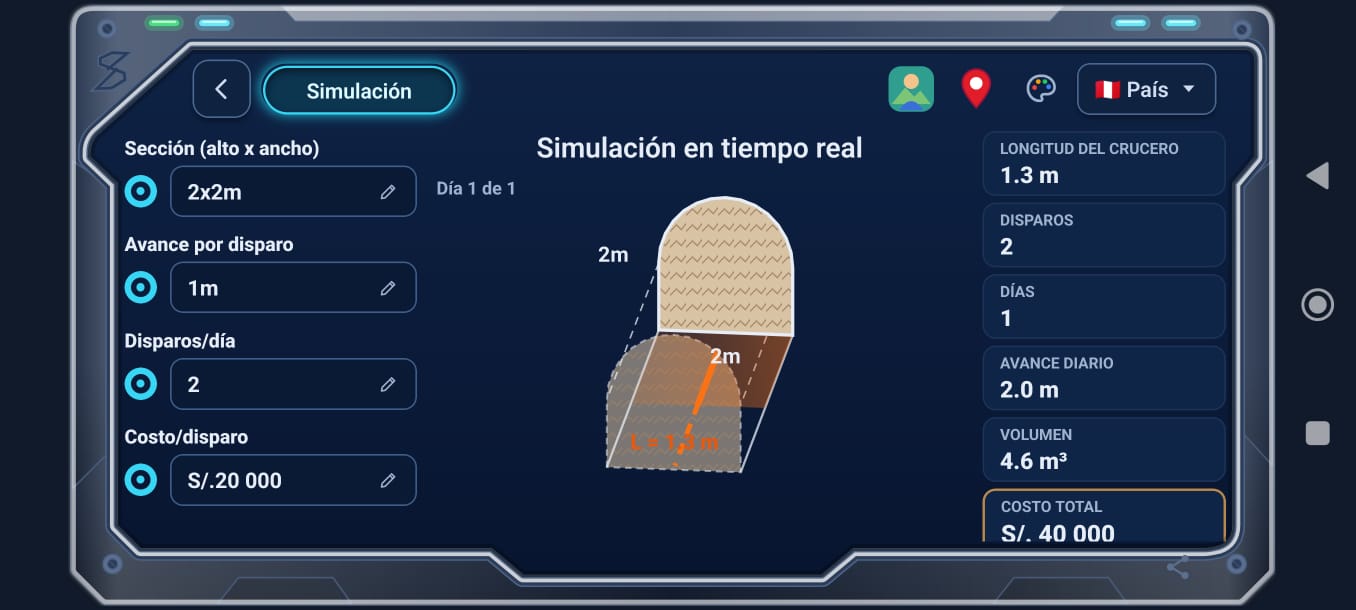 Simulación
País
Sección (alto x ancho)
2x2m
Avance por disparo
1m
Disparos/día
2
Costo/disparo
S/.20 000
Simulación en tiempo real
Día 1 de 1
2m
2m
L = 1.3 m
LONGITUD DEL CRUCERO
1.3 m
DISPAROS
2
DÍAS
1
AVANCE DIARIO
2.0 m
VOLUMEN
4.6 m³
COSTO TOTAL
S/. 40 000